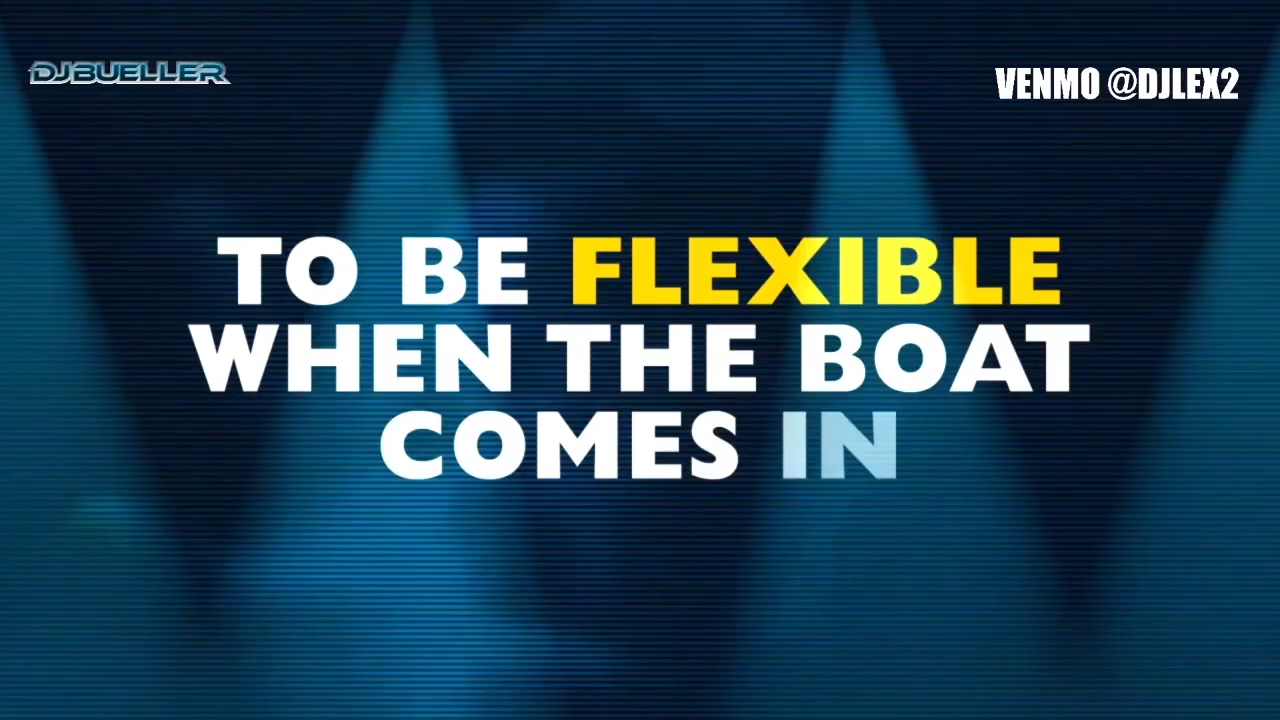 DJBUELLER
VENMO @DJLEX2
TO BE FLEXIBLE
WHEN THE BOAT
COMES IN